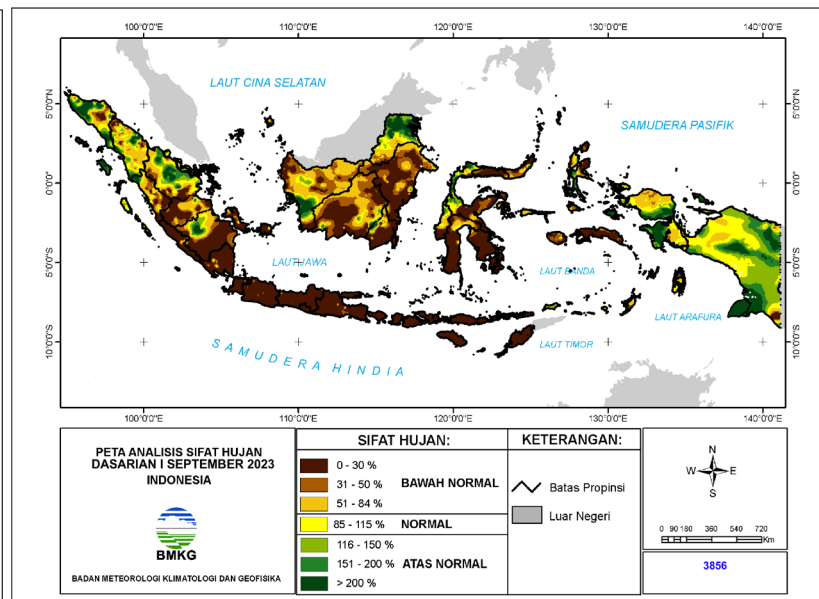 100°0'0"E 110°0'0"E 120°0'0"E 130°0'0"E 140°0'0"E
LAUT CINA SELATAN
5°0'0"N 5°0'0"N
SAMUDERA PASIFIK
0°0'0" 0°0'0"
LAUT JAWA
LAUT BANDA
5°0'0"S 5°0'0"S
LAUT ARAFURA
10°0'0"S 10°0'0"S
LAUT TIMOR
SAMUDERA HINDIA
100°0'0"E 110°0'0"E 120°0'0"E 130°0'0"E 140°0'0"E
PETA ANALISIS SIFAT HUJAN
DASARIAN I SEPTEMBER 2023
INDONESIA
BMKG
BADAN METEOROLOGI KLIMATOLOGI DAN GEOFISIKA
SIFAT HUJAN:
0 - 30 %
31 - 50 % BAWAH NORMAL
51 - 84 %
85 - 115 % NORMAL
116 - 150 %
151 - 200 % ATAS NORMAL
> 200 %
KETERANGAN:
Batas Propinsi
Luar Negeri
N
W E
S
0 90 180 360 540 720
Km
3856